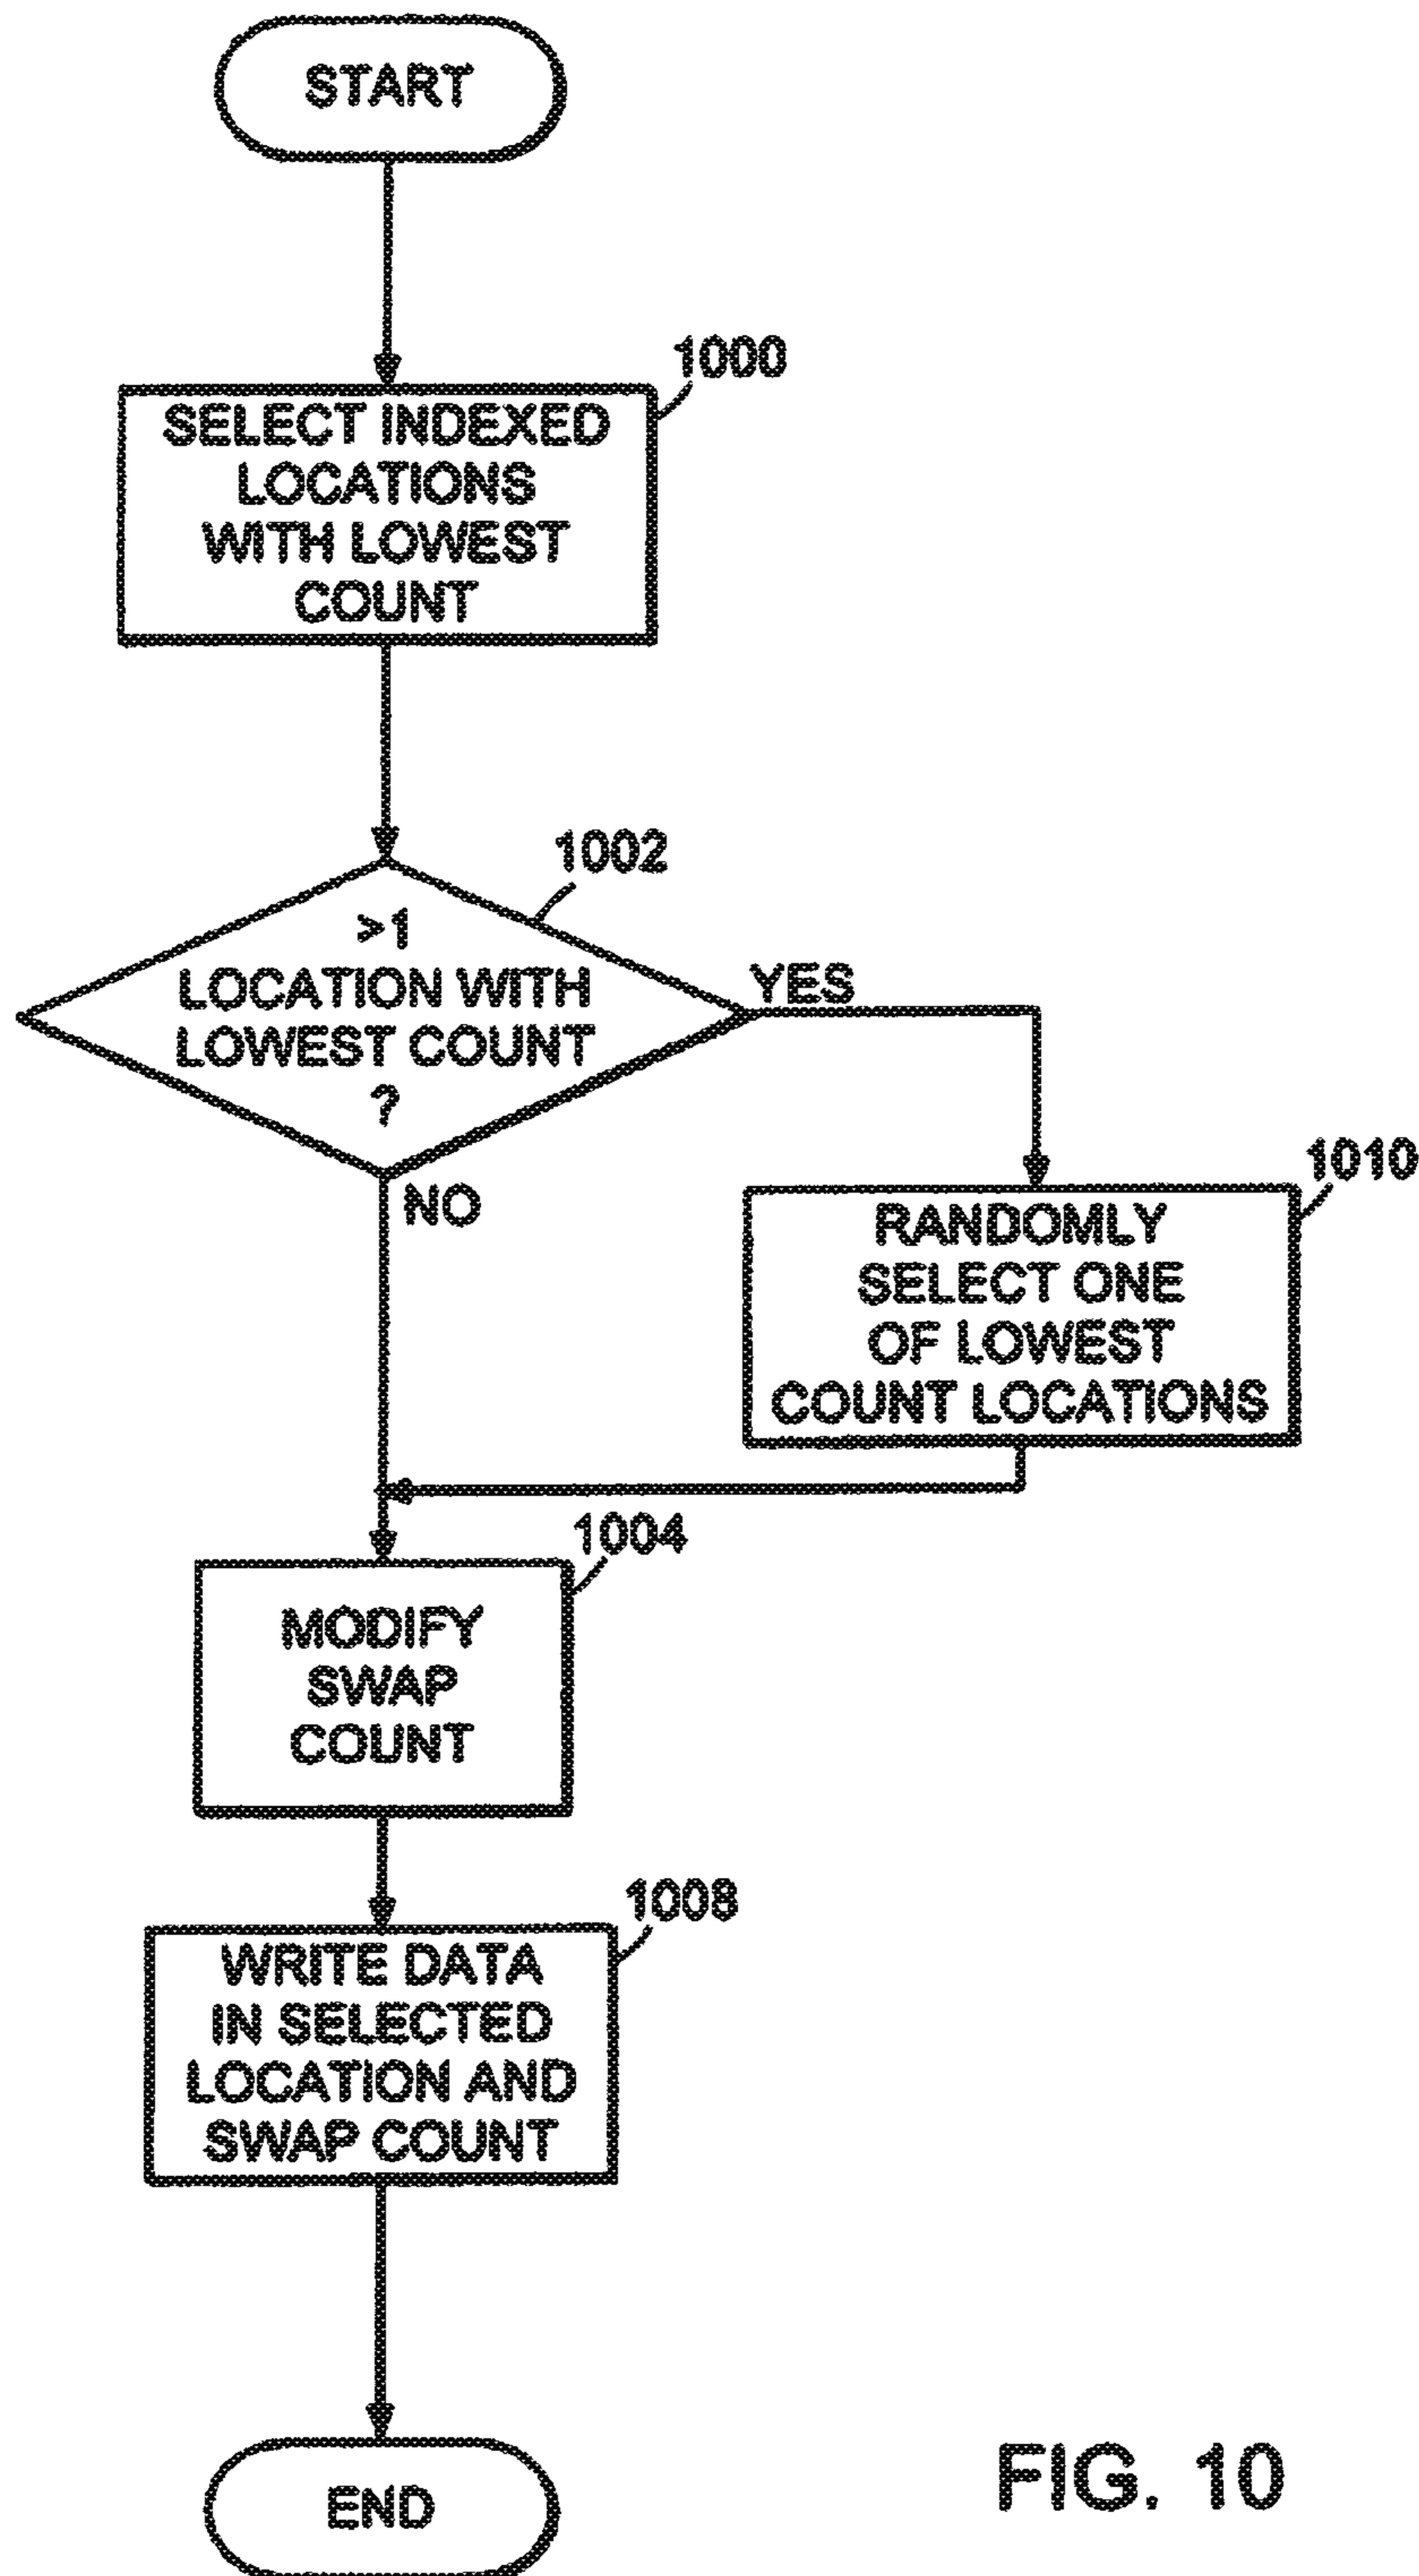 START
1000
SELECT INDEXED
LOCATIONS
WITH LOWEST
COUNT
1002
>1
LOCATION WITH
LOWEST COUNT
?
YES
NO
1010
RANDOMLY
SELECT ONE
OF LOWEST
COUNT LOCATIONS
1004
MODIFY
SWAP
COUNT
1008
WRITE DATA
IN SELECTED
LOCATION AND
SWAP COUNT
END
FIG. 10